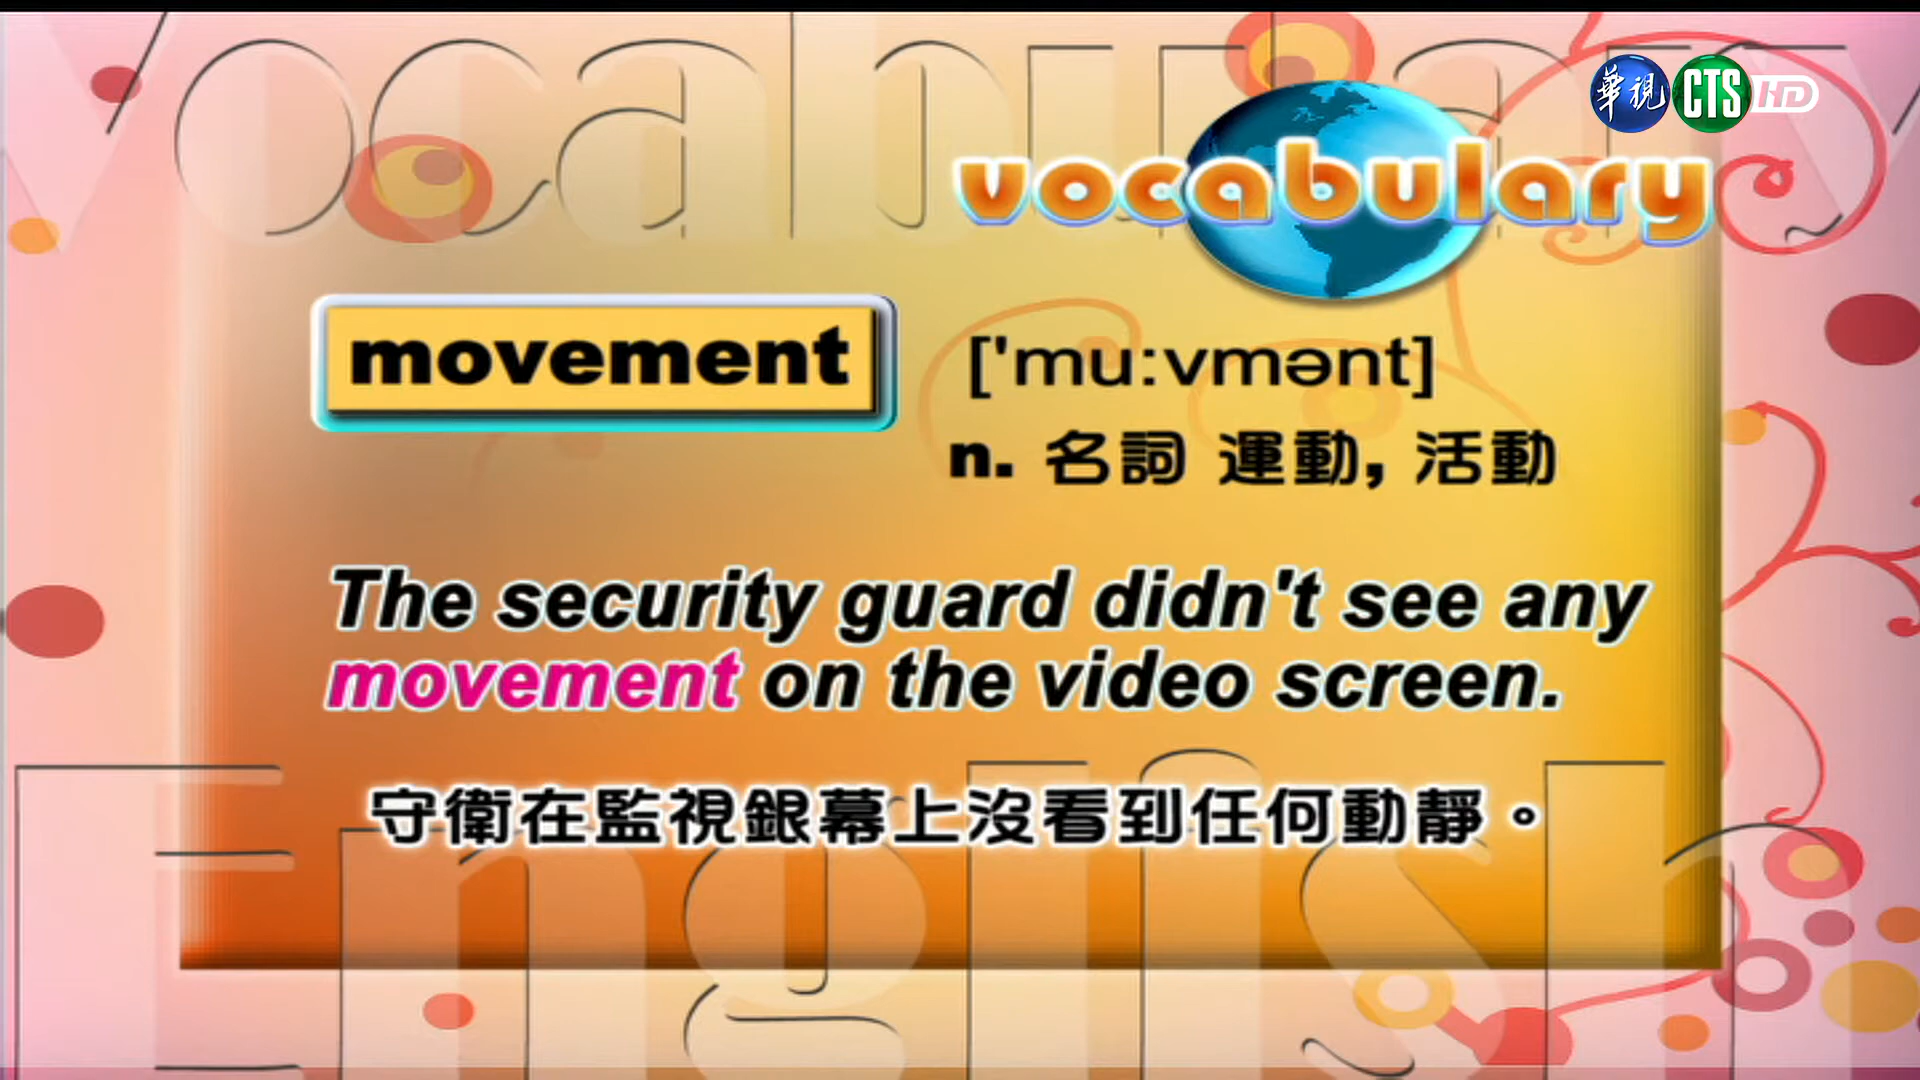 vocabulary
華視 CTS HD
vocabulary
movement
['mu:vmənt]
n. 名詞 運動, 活動
The security guard didn't see any
movement on the video screen.
守衛在監視銀幕上沒看到任何動靜。
English